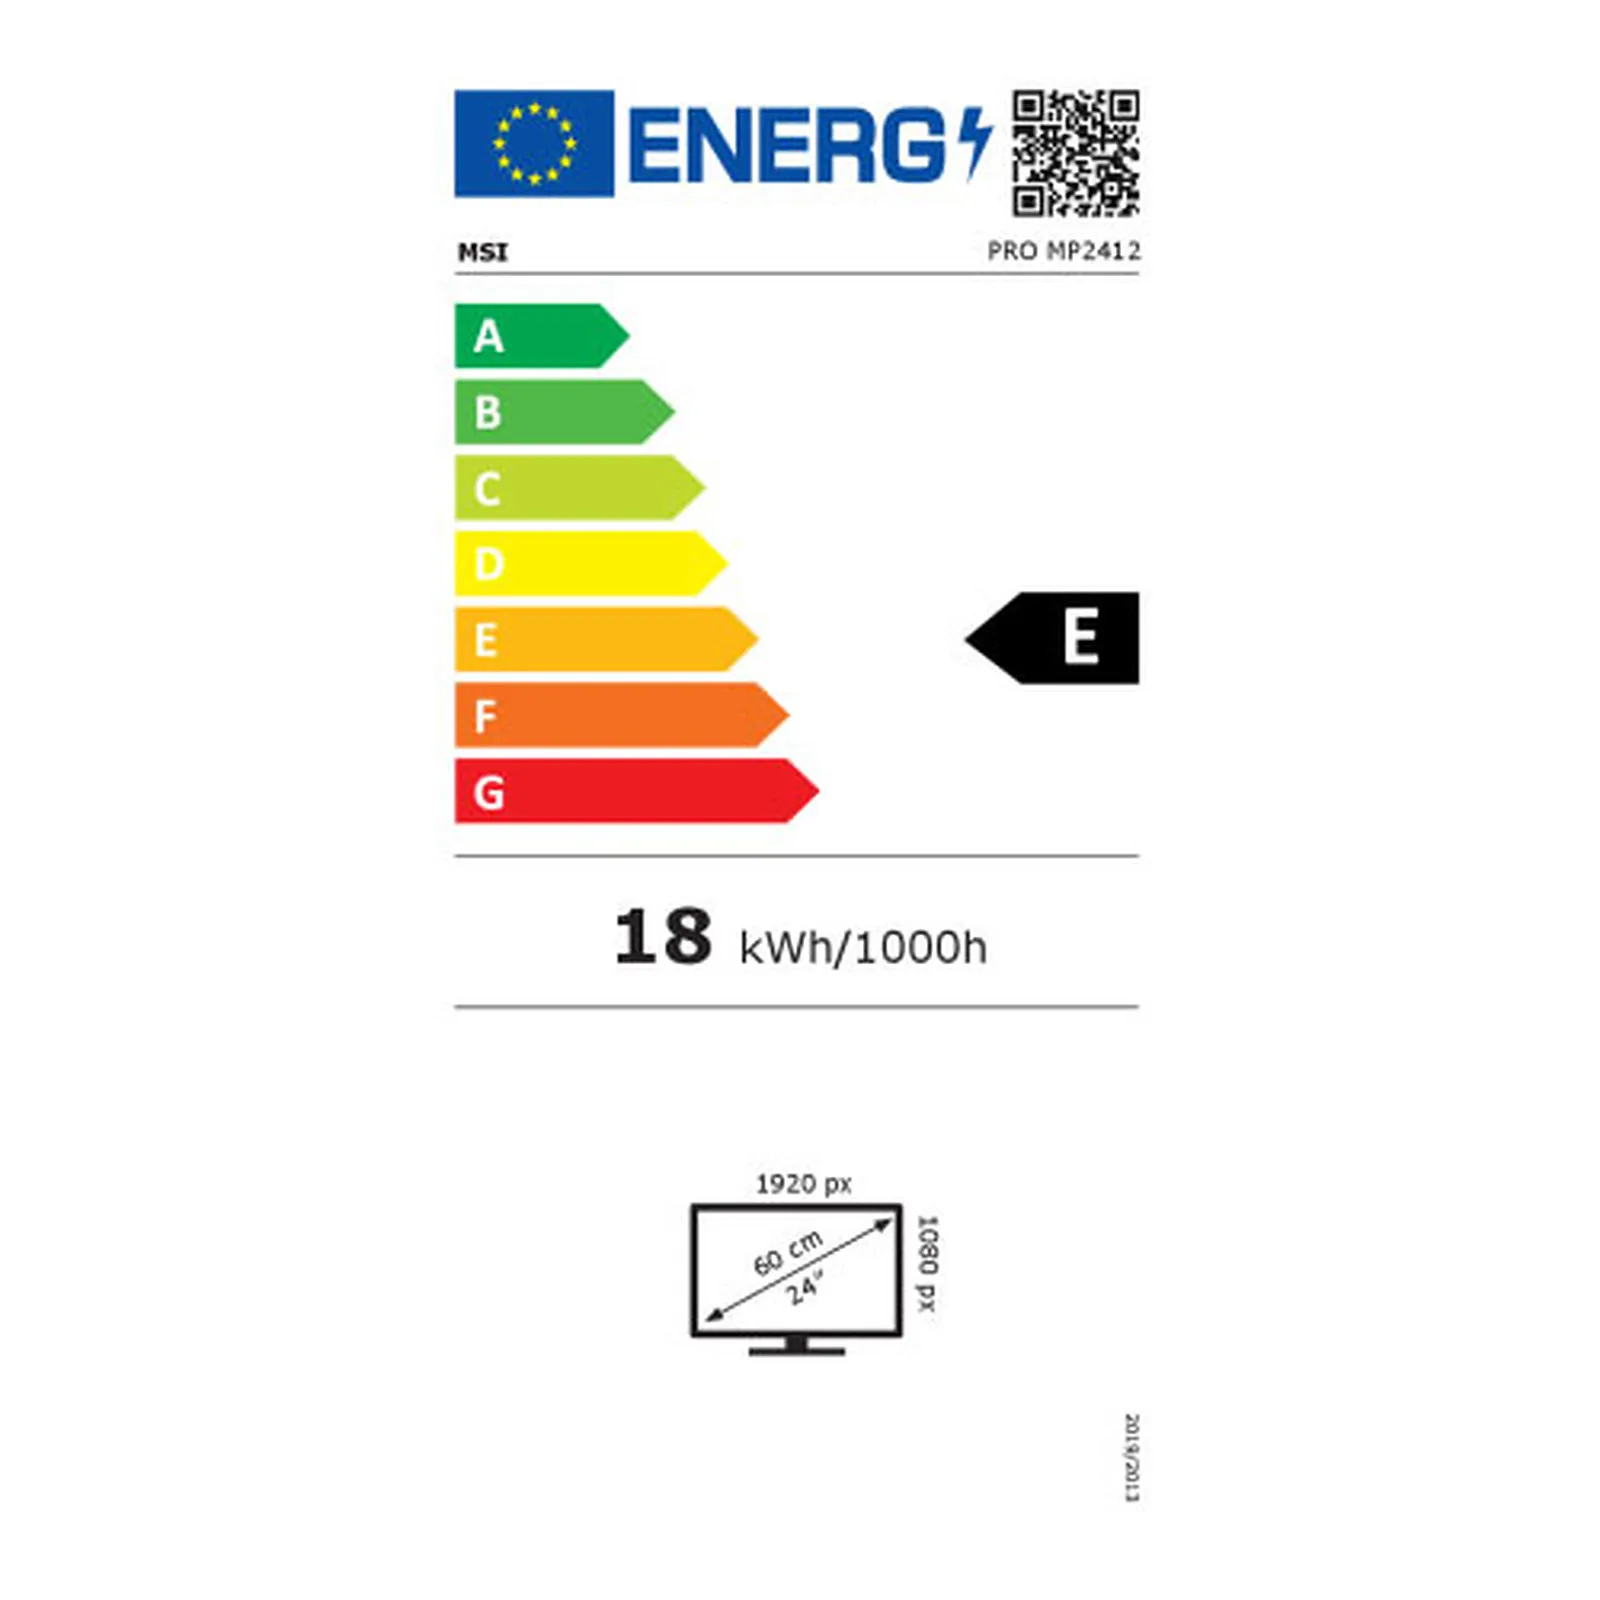 ENERG
MSI
PRO MP2412
A
B
C
D
E
E
F
G
18 kWh/1000h
1920 px
60 cm
24"
1080 px
2019/2013